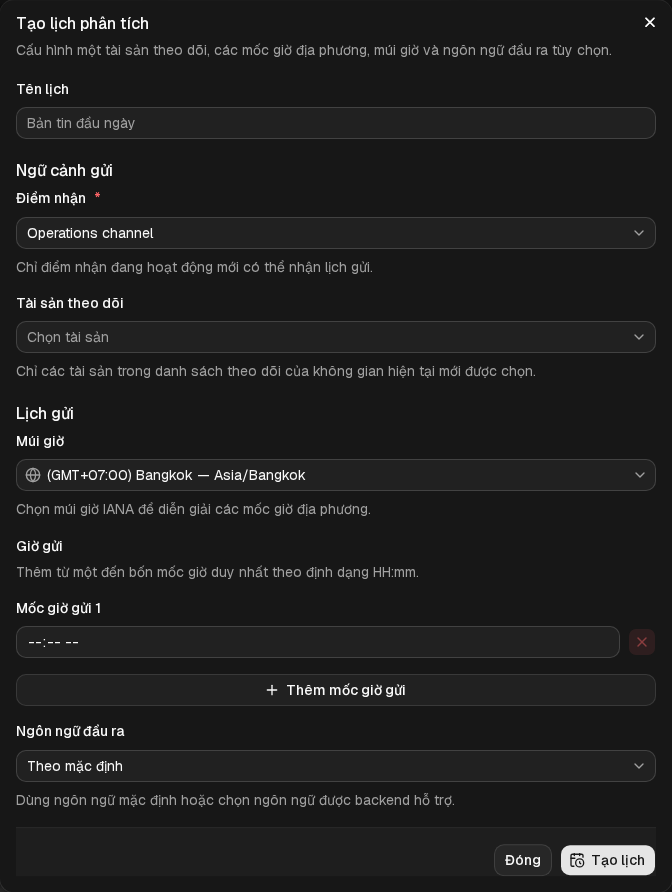 Tạo lịch phân tích
Cấu hình một tài sản theo dõi, các mốc giờ địa phương, múi giờ và ngôn ngữ đầu ra tùy chọn.
Tên lịch
Bản tin đầu ngày
Ngữ cảnh gửi
Điểm nhận *
Operations channel
Chỉ điểm nhận đang hoạt động mới có thể nhận lịch gửi.
Tài sản theo dõi
Chọn tài sản
Chỉ các tài sản trong danh sách theo dõi của không gian hiện tại mới được chọn.
Lịch gửi
Múi giờ
(GMT+07:00) Bangkok — Asia/Bangkok
Chọn múi giờ IANA để diễn giải các mốc giờ địa phương.
Giờ gửi
Thêm từ một đến bốn mốc giờ duy nhất theo định dạng HH:mm.
Mốc giờ gửi 1
--:-- --
Thêm mốc giờ gửi
Ngôn ngữ đầu ra
Theo mặc định
Dùng ngôn ngữ mặc định hoặc chọn ngôn ngữ được backend hỗ trợ.
Đóng
Tạo lịch